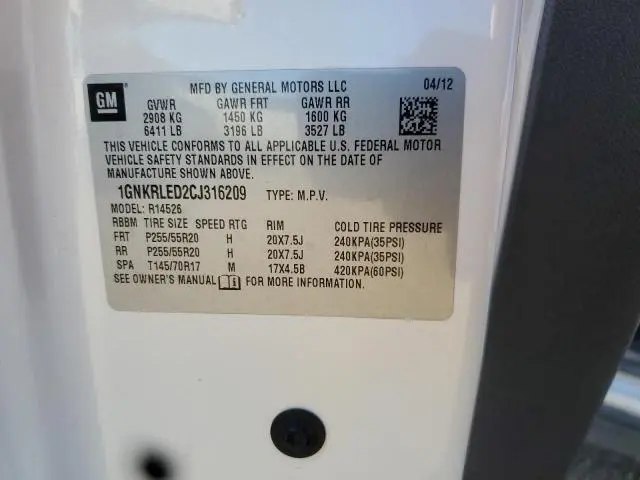 GM
MFD BY GENERAL MOTORS LLC 04/12
GVWR GAWR FRT GAWR RR
2908 KG 1450 KG 1600 KG
6411 LB 3196 LB 3527 LB
THIS VEHICLE CONFORMS TO ALL APPLICABLE U.S. FEDERAL MOTOR
VEHICLE SAFETY STANDARDS IN EFFECT ON THE DATE OF
MANUFACTURE SHOWN ABOVE.
1GNKRLED2CJ316209 TYPE: M.P.V.
MODEL: R14526
RBBM TIRE SIZE SPEED RTG RIM COLD TIRE PRESSURE
FRT P255/55R20 H 20X7.5J 240KPA(35PSI)
RR P255/55R20 H 20X7.5J 240KPA(35PSI)
SPA T145/70R17 M 17X4.5B 420KPA(60PSI)
SEE OWNER'S MANUAL FOR MORE INFORMATION.